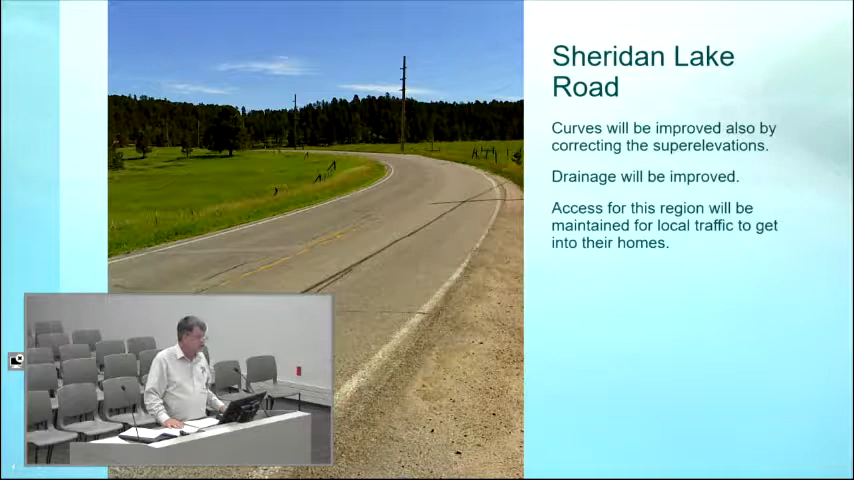 Sheridan Lake
Road
Curves will be improved also by
correcting the superelevations.
Drainage will be improved.
Access for this region will be
maintained for local traffic to get
into their homes.